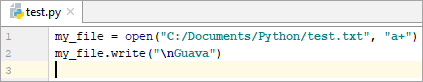 test.py ×
1 my_file = open("C:/Documents/Python/test.txt", "a+")
2 my_file.write("\nGuava")
3